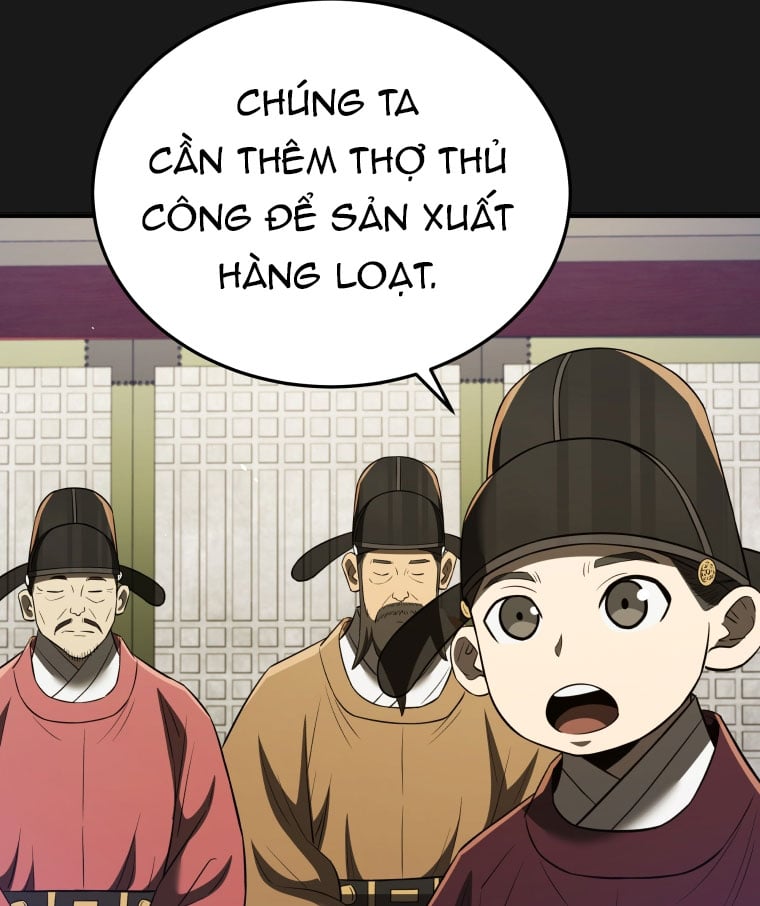 CHÚNG TA
CẦN THÊM THỢ THỦ
CÔNG ĐỂ SẢN XUẤT
HÀNG LOẠT.